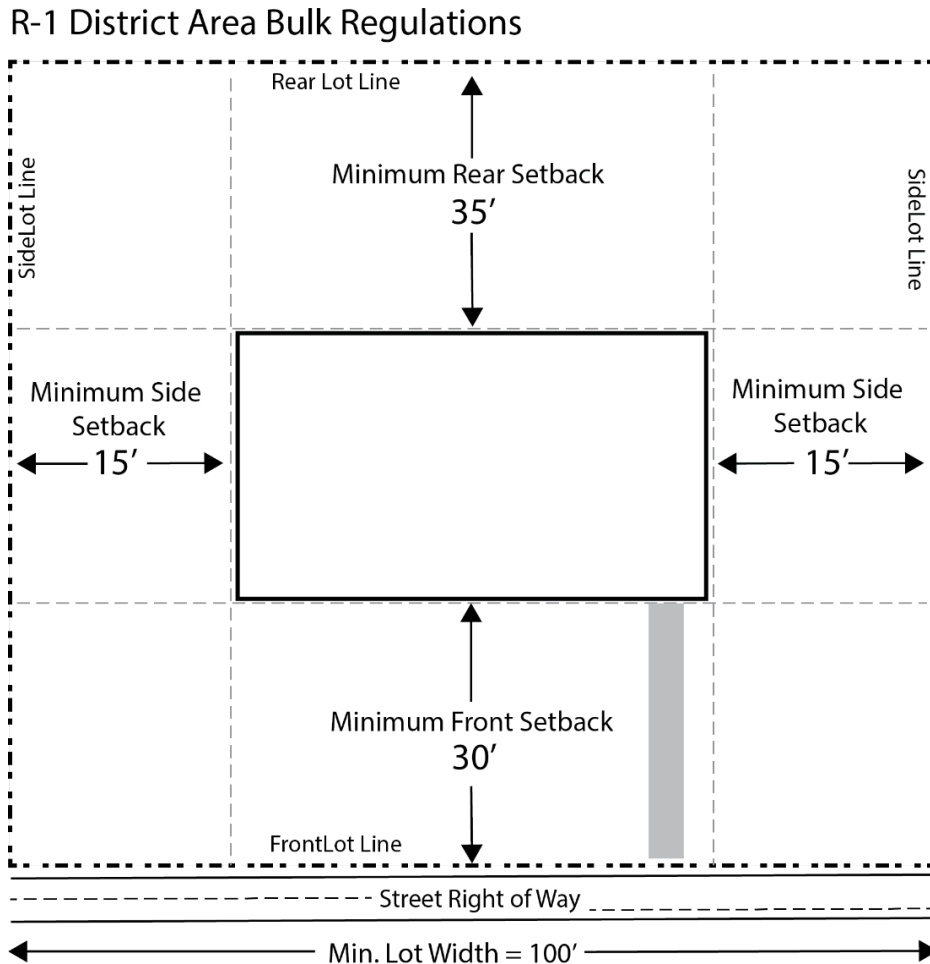 R-1 District Area Bulk Regulations
Rear Lot Line
SideLot Line
Minimum Rear Setback
35’
SideLot Line
Minimum Side
Setback
15’
Minimum Side
Setback
15’
Minimum Front Setback
30’
FrontLot Line
Street Right of Way
Min. Lot Width = 100’